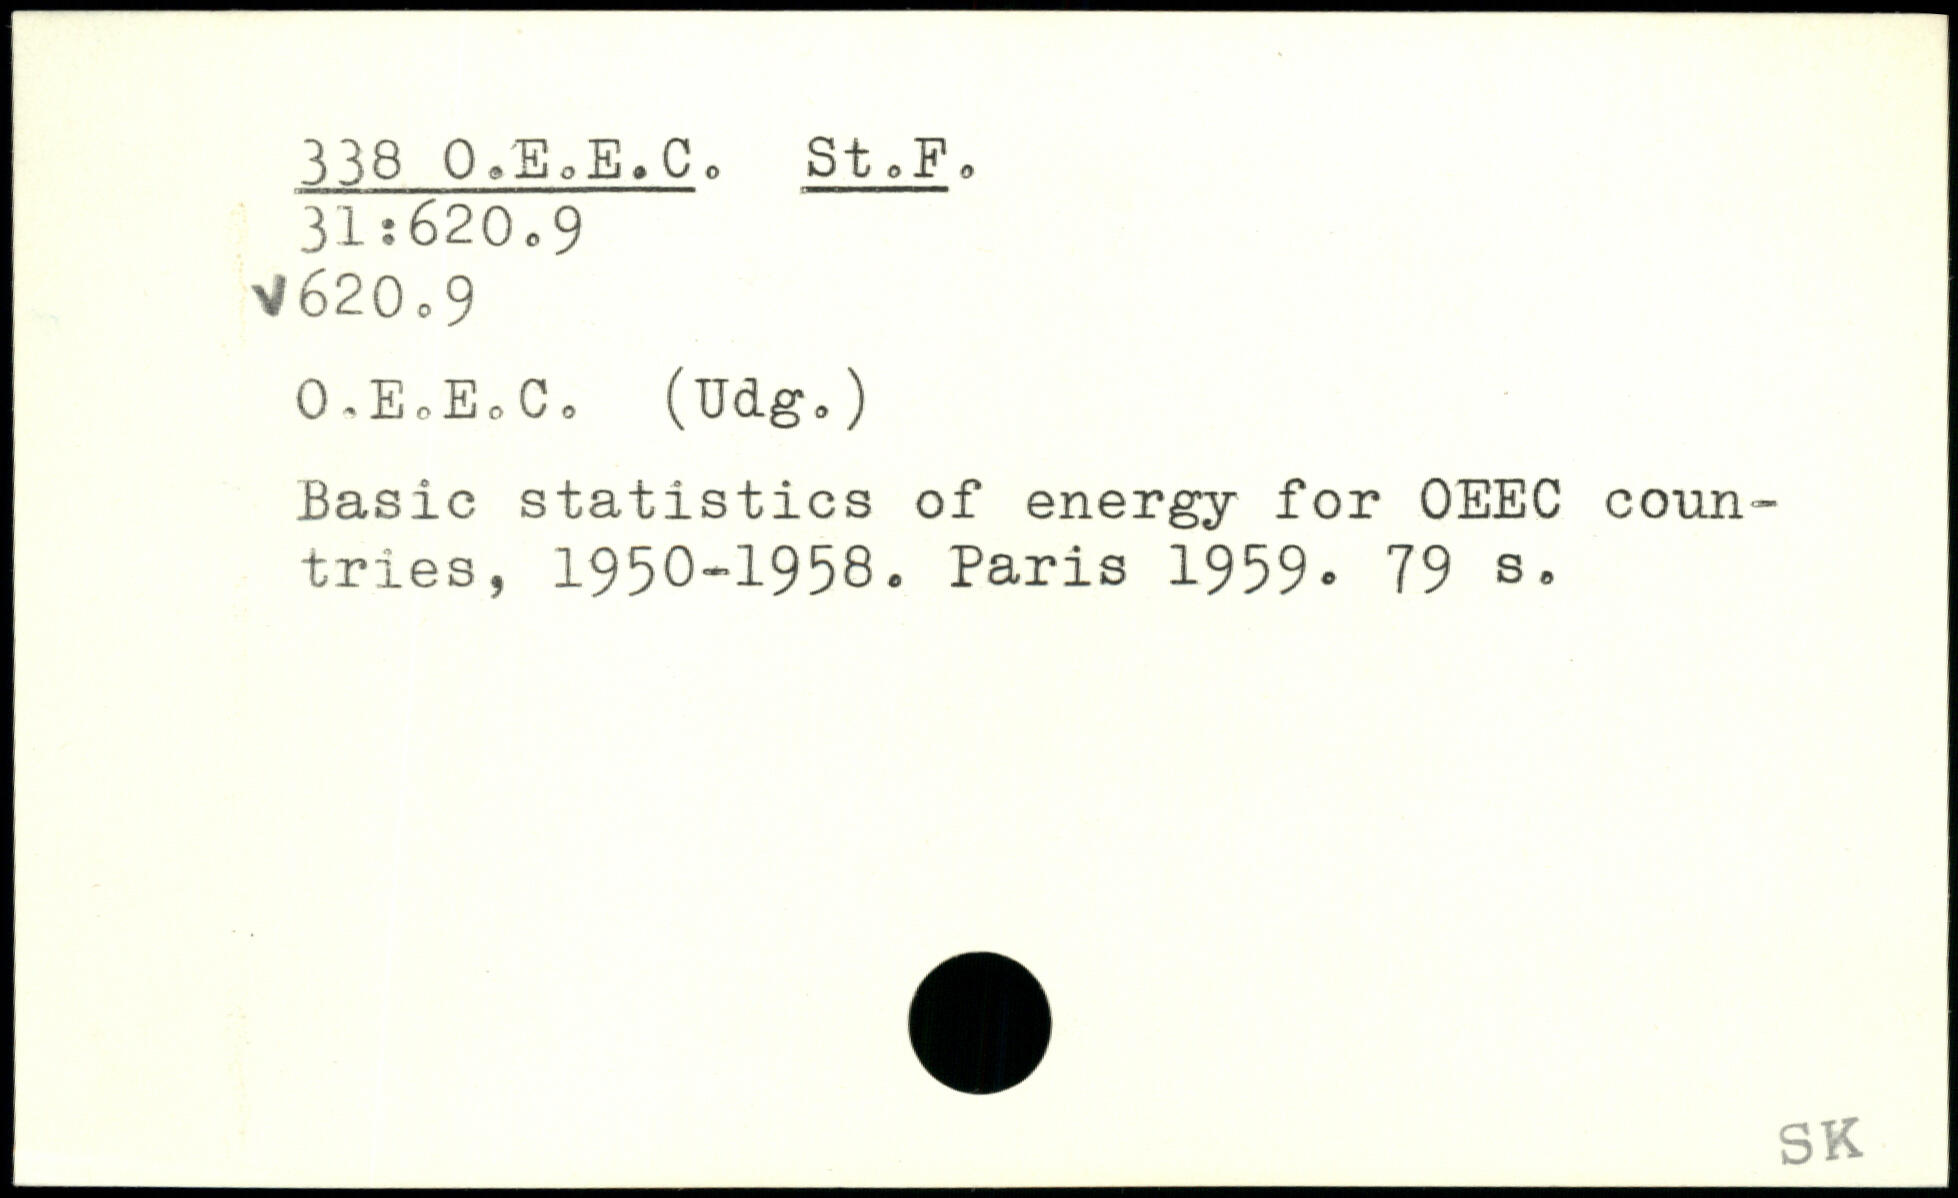 338 O.E.E.C. St.F.
31:620.9
✓620.9
O.E.E.C. (Udg.)
Basic statistics of energy for OEEC coun-
tries, 1950-1958. Paris 1959. 79 s.
SK